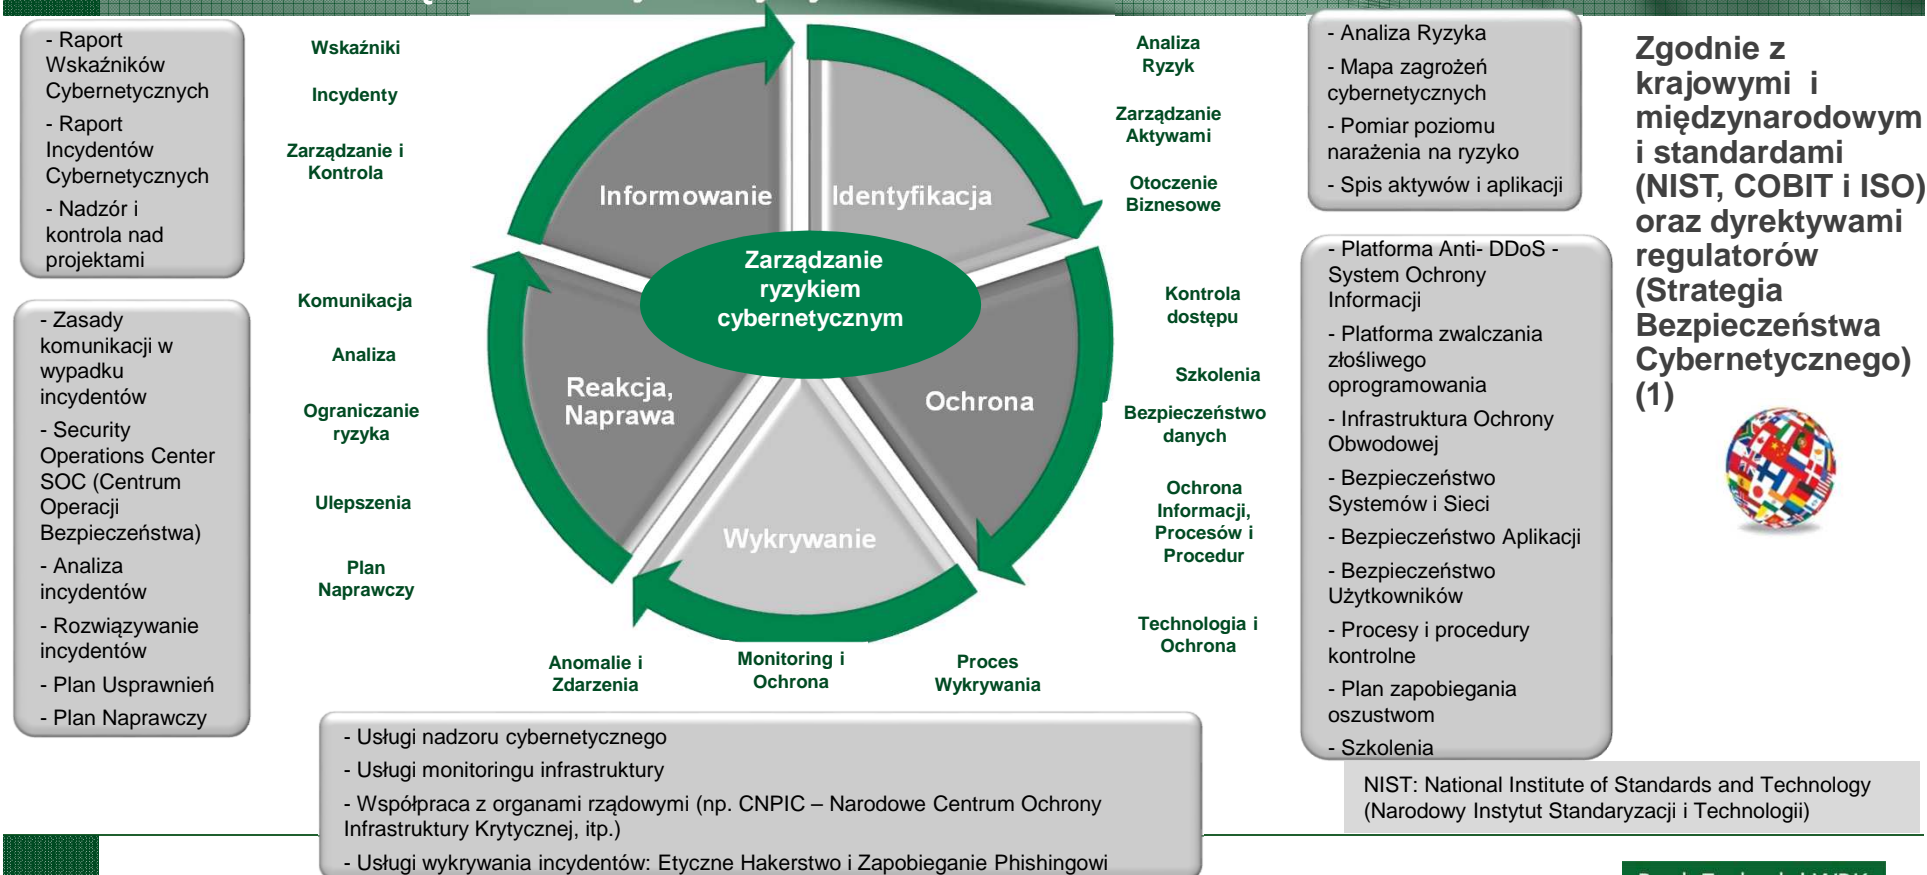 - Raport
Wskaźników
Cybernetycznych
- Raport
Incydentów
Cybernetycznych
- Nadzór i
kontrola nad
projektami
- Zasady
komunikacji w
wypadku
incydentów
- Security
Operations Center
SOC (Centrum
Operacji
Bezpieczeństwa)
- Analiza
incydentów
- Rozwiązywanie
incydentów
- Plan Usprawnień
- Plan Naprawczy
Wskaźniki
Incydenty
Zarządzanie i
Kontrola
Komunikacja
Analiza
Ograniczanie
ryzyka
Ulepszenia
Plan
Naprawczy
Informowanie
Identyfikacja
Zarządzanie
ryzykiem
cybernetycznym
Reakcja,
Naprawa
Ochrona
Wykrywanie
Anomalie i
Zdarzenia
Monitoring i
Ochrona
Proces
Wykrywania
Analiza
Ryzyk
Zarządzanie
Aktywami
Otoczenie
Biznesowe
Kontrola
dostępu
Szkolenia
Bezpieczeństwo
danych
Ochrona
Informacji,
Procesów i
Procedur
Technologia i
Ochrona
- Analiza Ryzyka
- Mapa zagrożeń
cybernetycznych
- Pomiar poziomu
narażenia na ryzyko
- Spis aktywów i aplikacji
- Platforma Anti- DDoS -
System Ochrony
Informacji
- Platforma zwalczania
złośliwego
oprogramowania
- Infrastruktura Ochrony
Obwodowej
- Bezpieczeństwo
Systemów i Sieci
- Bezpieczeństwo Aplikacji
- Bezpieczeństwo
Użytkowników
- Procesy i procedury
kontrolne
- Plan zapobiegania
oszustwom
- Szkolenia
Zgodnie z
krajowymi i
międzynarodowym
i standardami
(NIST, COBIT i ISO)
oraz dyrektywami
regulatorów
(Strategia
Bezpieczeństwa
Cybernetycznego)
(1)
- Usługi nadzoru cybernetycznego
- Usługi monitoringu infrastruktury
- Współpraca z organami rządowymi (np. CNPIC – Narodowe Centrum Ochrony
Infrastruktury Krytycznej, itp.)
- Usługi wykrywania incydentów: Etyczne Hakerstwo i Zapobieganie Phishingowi
NIST: National Institute of Standards and Technology
(Narodowy Instytut Standaryzacji i Technologii)